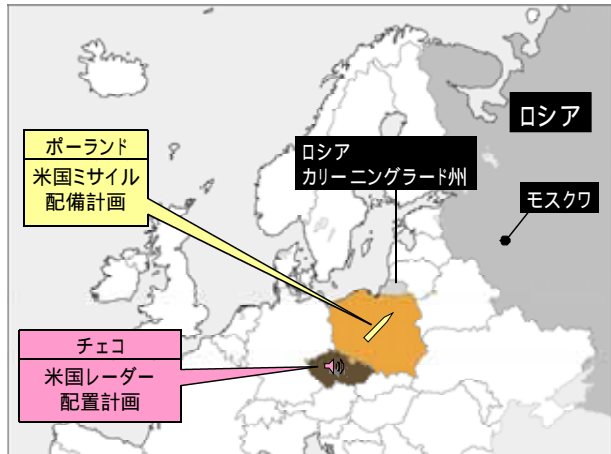 ロシア
ポーランド
米国ミサイル
配備計画
ロシア
カリーニングラード州
モスクワ
チェコ
米国レーダー
配置計画